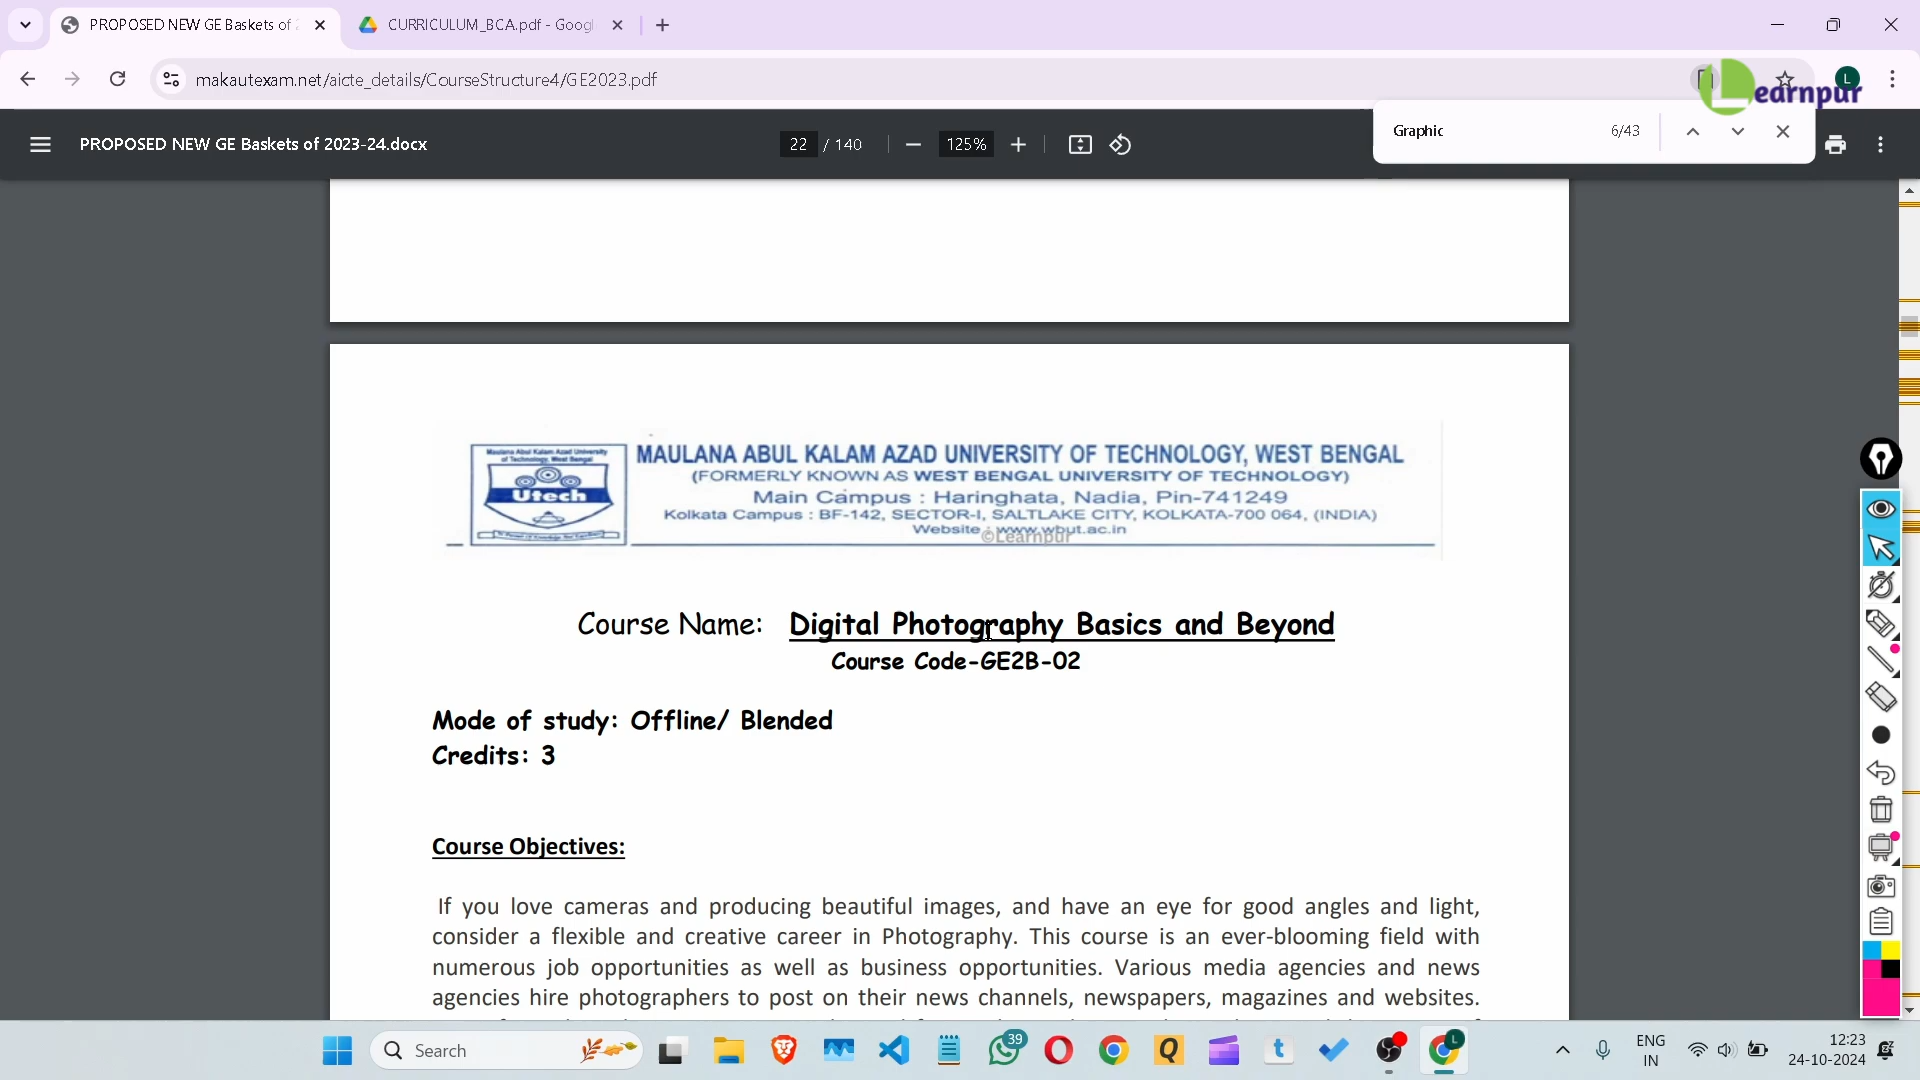 PROPOSED NEW GE Baskets of
CURRICULUM_BCA.pdf - Googl
makautexam.net/aicte_details/CourseStructure4/GE2023.pdf
L
Learnpur
PROPOSED NEW GE Baskets of 2023-24.docx
22 / 140
125%
Graphic
6/43
MAULANA ABUL KALAM AZAD UNIVERSITY OF TECHNOLOGY, WEST BENGAL
Maulana Abul Kalam Azad University
of Technology, West Bengal
(FORMERLY KNOWN AS WEST BENGAL UNIVERSITY OF TECHNOLOGY)
Utech
Main Campus : Haringhata, Nadia, Pin-741249
Kolkata Campus : BF-142, SECTOR-I, SALTLAKE CITY, KOLKATA-700 064, (INDIA)
Website : www.wbut.ac.in
©Learnpur
Course Name: Digital Photography Basics and Beyond
Course Code-GE2B-02
Mode of study: Offline/ Blended
Credits: 3
Course Objectives:
If you love cameras and producing beautiful images, and have an eye for good angles and light,
consider a flexible and creative career in Photography. This course is an ever-blooming field with
numerous job opportunities as well as business opportunities. Various media agencies and news
agencies hire photographers to post on their news channels, newspapers, magazines and websites.
Search
39
Q
t
L
ENG
IN
12:23
24-10-2024